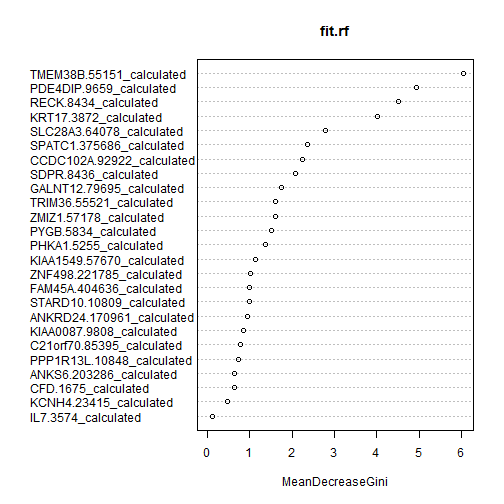 fit.rf
TMEM38B.55151_calculated
PDE4DIP.9659_calculated
RECK.8434_calculated
KRT17.3872_calculated
SLC28A3.64078_calculated
SPATC1.375686_calculated
CCDC102A.92922_calculated
SDPR.8436_calculated
GALNT12.79695_calculated
TRIM36.55521_calculated
ZMIZ1.57178_calculated
PYGB.5834_calculated
PHKA1.5255_calculated
KIAA1549.57670_calculated
ZNF498.221785_calculated
FAM45A.404636_calculated
STARD10.10809_calculated
ANKRD24.170961_calculated
KIAA0087.9808_calculated
C21orf70.85395_calculated
PPP1R13L.10848_calculated
ANKS6.203286_calculated
CFD.1675_calculated
KCNH4.23415_calculated
IL7.3574_calculated
0 1 2 3 4 5 6
MeanDecreaseGini